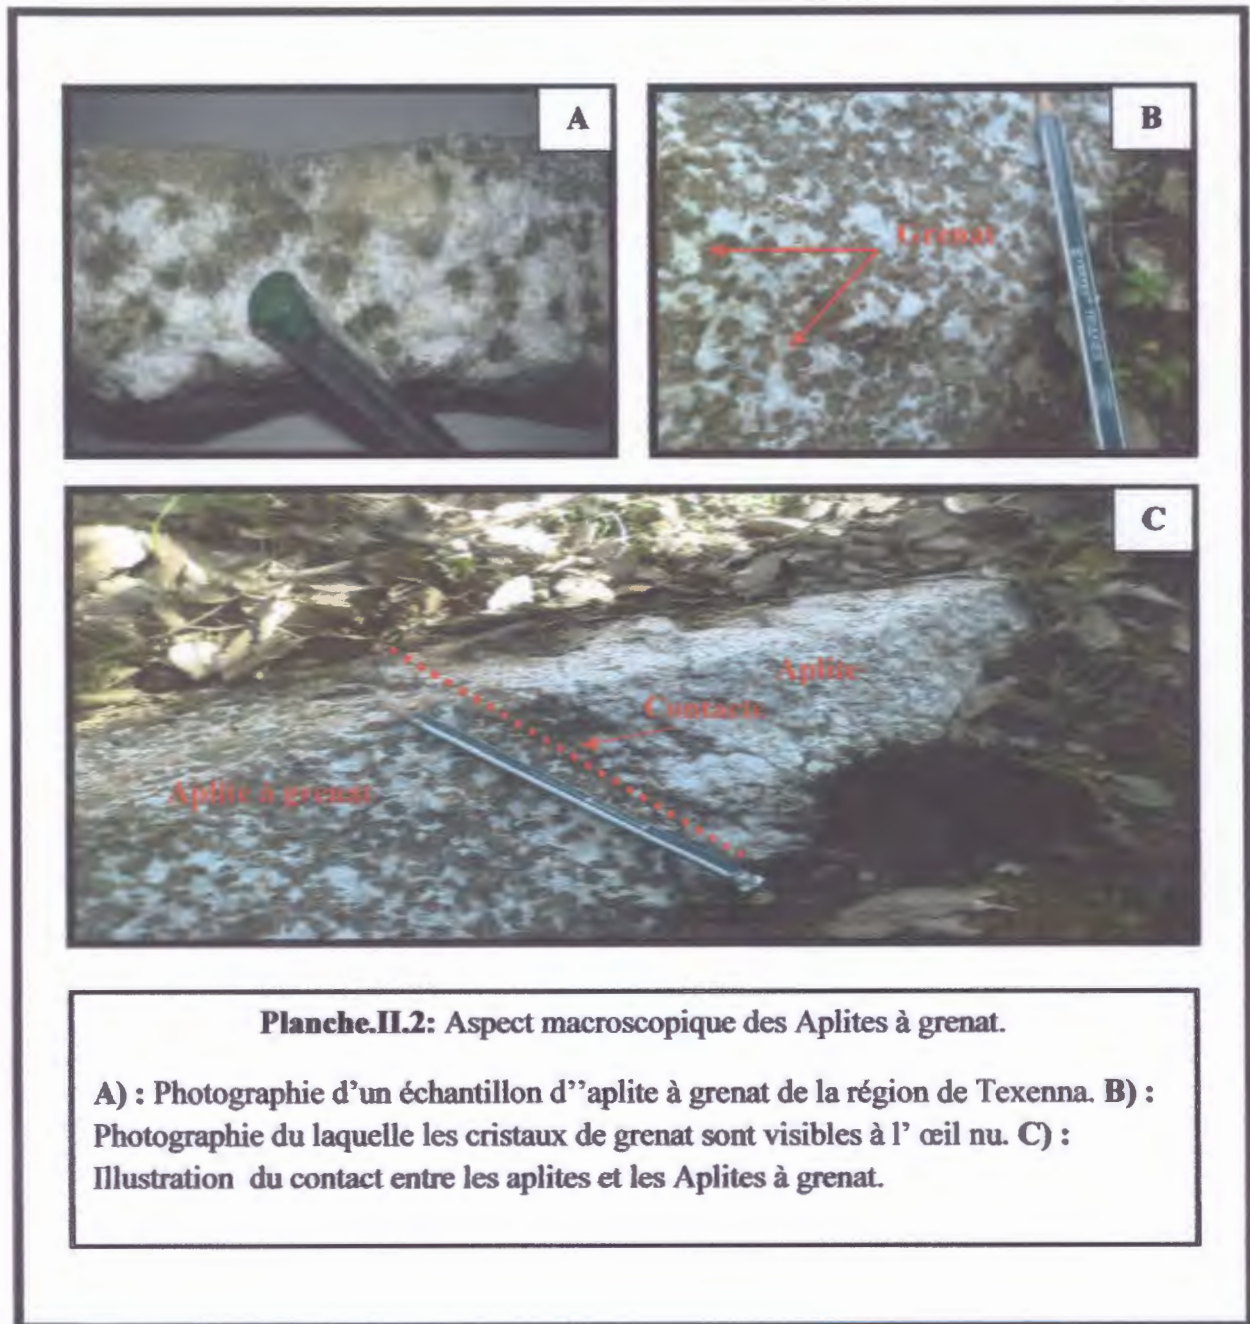 A
B
Grenat
C
Aplite
Contacts
Aplite à grenat
Planche.II.2: Aspect macroscopique des Aplites à grenat.
A) : Photographie d’un échantillon d’’aplite à grenat de la région de Texenna. B) :
Photographie du laquelle les cristaux de grenat sont visibles à l’ œil nu. C) :
Illustration du contact entre les aplites et les Aplites à grenat.